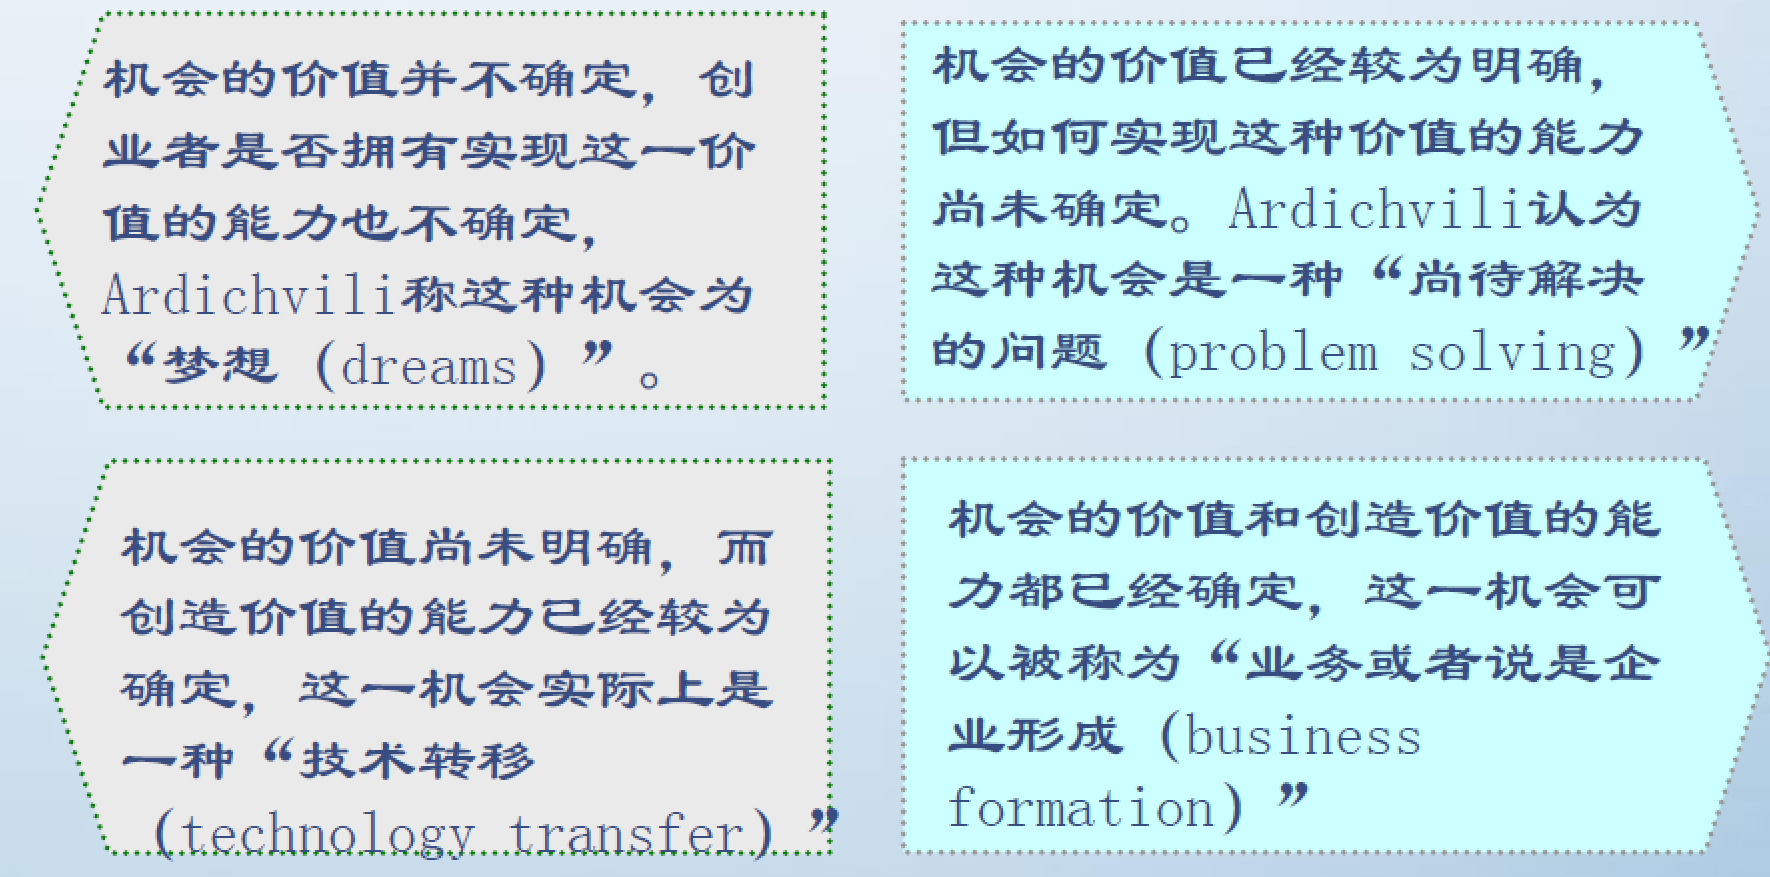 机会的价值并不确定，创
业者是否拥有实现这一价
值的能力也不确定，
Ardichvili称这种机会为
“梦想（dreams）”。
机会的价值已经较为明确，
但如何实现这种价值的能力
尚未确定。Ardichvili认为
这种机会是一种“尚待解决
的问题（problem solving）”
机会的价值尚未明确，而
创造价值的能力已经较为
确定，这一机会实际上是
一种“技术转移
（technology transfer）”
机会的价值和创造价值的能
力都已经确定，这一机会可
以被称为“业务或者说是企
业形成（business
formation）”